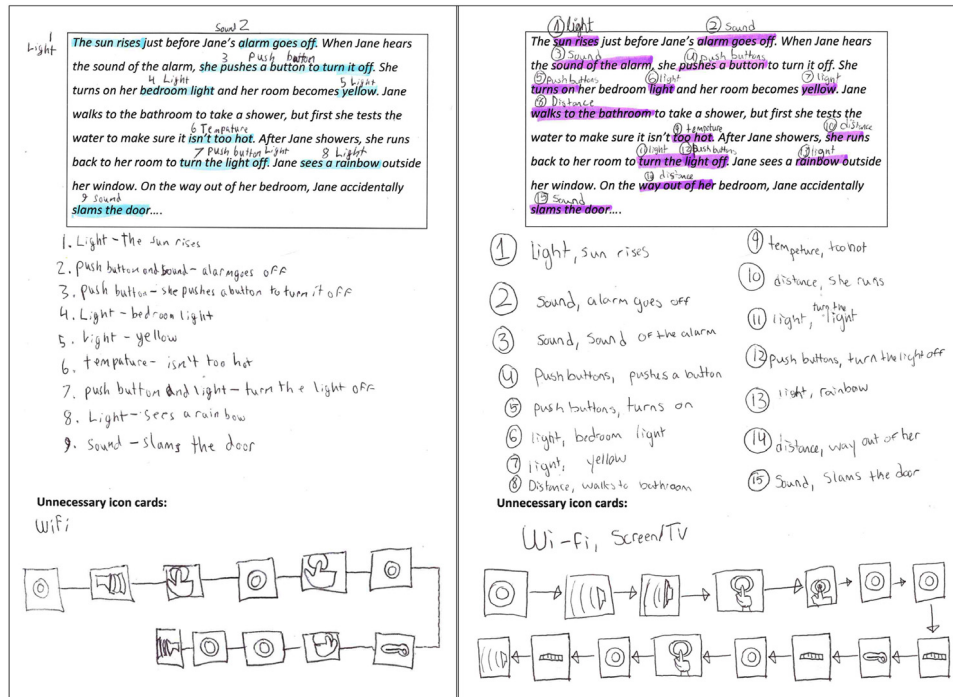 1
Light
Sound 2
The sun rises just before Jane's alarm goes off. When Jane hears
3 Push button
the sound of the alarm, she pushes a button to turn it off. She
4 Light
5 Light
turns on her bedroom light and her room becomes yellow. Jane
walks to the bathroom to take a shower, but first she tests the
6 Tempature
water to make sure it isn't too hot. After Jane showers, she runs
7 Push button Light
8 Light
back to her room to turn the light off. Jane sees a rainbow outside
her window. On the way out of her bedroom, Jane accidentally
9 sound
slams the door....
1. Light - the sun rises
2. push button and sound - alarm goes off
3. push button - she pushes a button to turn it off
4. Light - bedroom light
5. Light - yellow
6. tempature - isn't too hot
7. push button and light - turn the light off
8. Light - sees a rainbow
9. sound - slams the door
Unnecessary icon cards:
Wifi
① light
② sound
The sun rises just before Jane's alarm goes off. When Jane hears
③ Sound
④ push buttons
the sound of the alarm, she pushes a button to turn it off. She
⑤ push buttons
⑥ light
⑦ light
turns on her bedroom light and her room becomes yellow. Jane
⑧ Distance
walks to the bathroom to take a shower, but first she tests the
⑨ tempeture
⑩ distance
water to make sure it isn't too hot. After Jane showers, she runs
⑪ light ⑫ push buttons
⑬ light
back to her room to turn the light off. Jane sees a rainbow outside
⑭ distance
her window. On the way out of her bedroom, Jane accidentally
⑮ Sound
slams the door....
① light, sun rises
② Sound, alarm goes off
③ Sound, Sound of the alarm
④ Push buttons, pushes a button
⑤ push buttons, turns on
⑥ light, bedroom light
⑦ light, yellow
⑧ Distance, walks to bathroom
⑨ tempeture, too hot
⑩ distance, she runs
⑪ light, turn the light
⑫ push buttons, turn the light off
⑬ light, rainbow
⑭ distance, way out of her
⑮ Sound, Slams the door
Unnecessary icon cards:
Wi-fi, Screen/TV